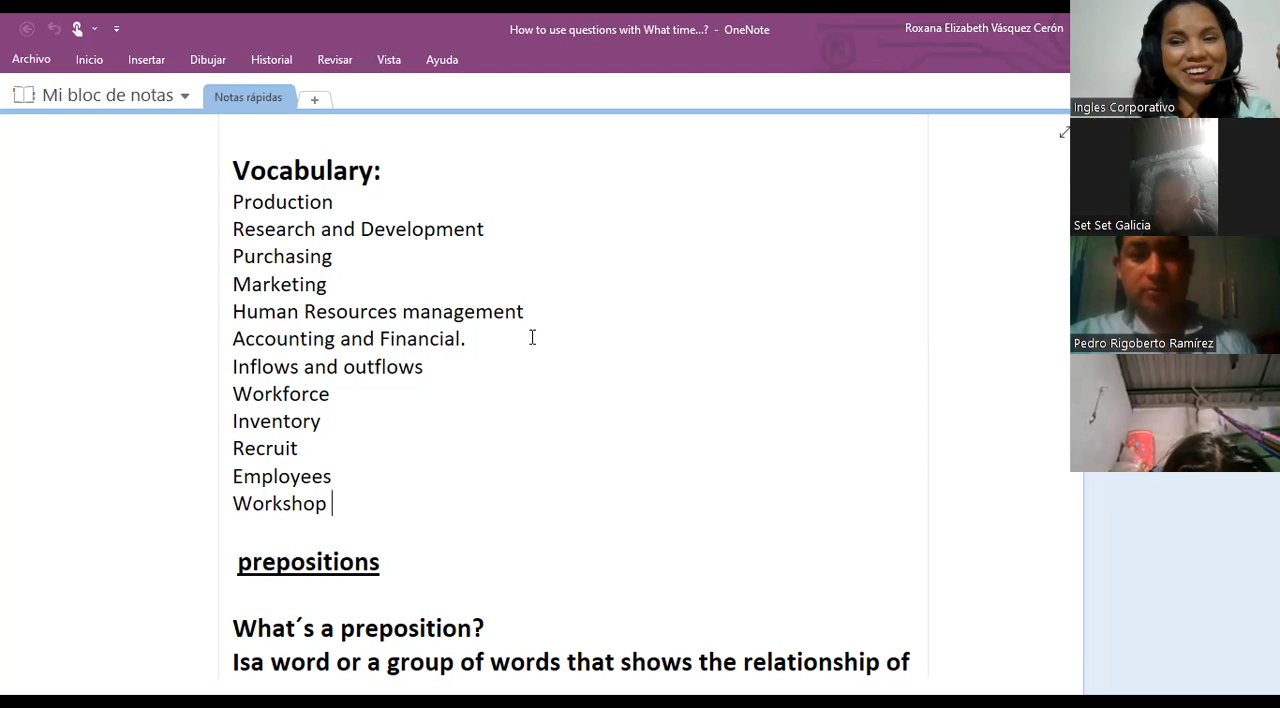 How to use questions with What time...? - OneNote
Roxana Elizabeth Vásquez Cerón
Archivo Inicio Insertar Dibujar Historial Revisar Vista Ayuda
Mi bloc de notas Notas rápidas
Vocabulary:
Production
Research and Development
Purchasing
Marketing
Human Resources management
Accounting and Financial.
Inflows and outflows
Workforce
Inventory
Recruit
Employees
Workshop
prepositions
What´s a preposition?
Isa word or a group of words that shows the relationship of
Ingles Corporativo
Set Set Galicia
Pedro Rigoberto Ramírez